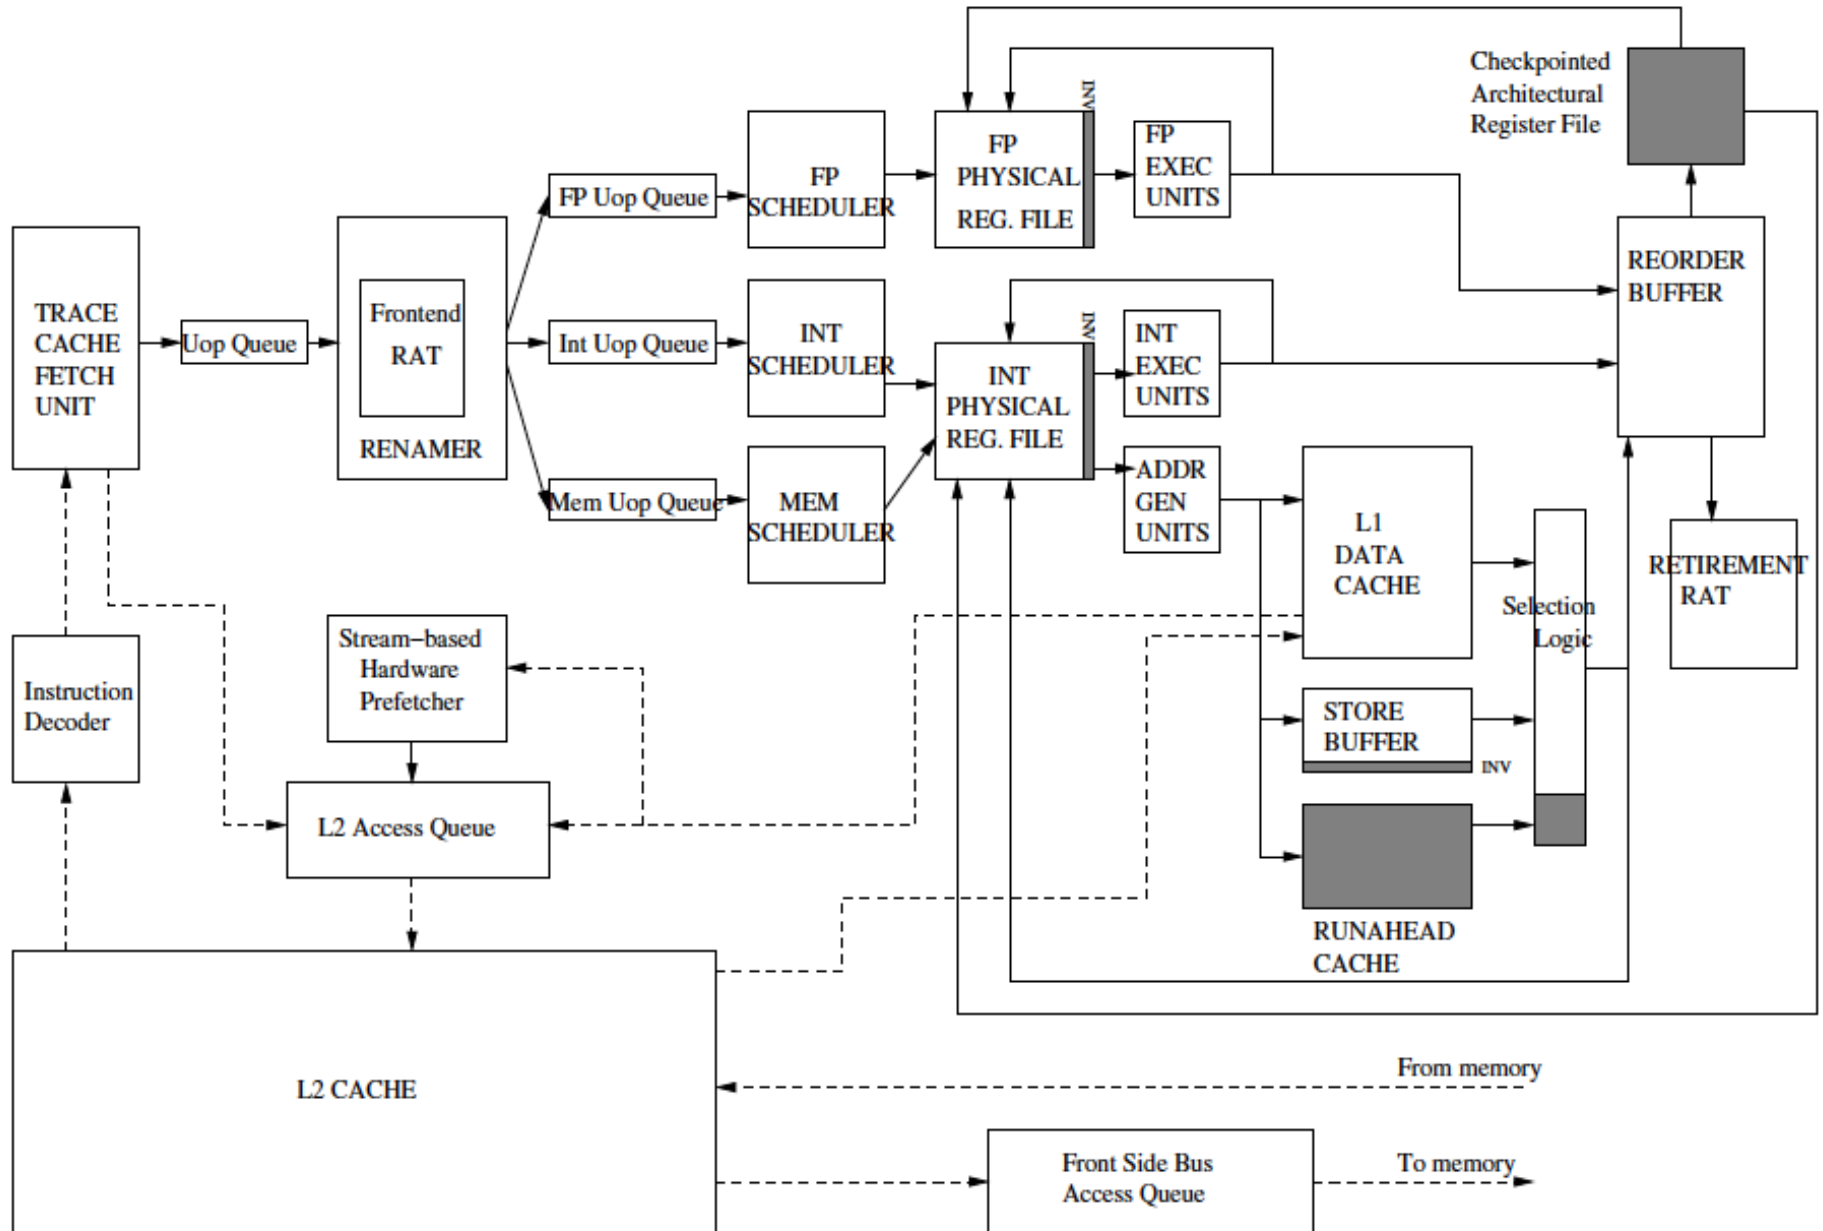 Checkpointed
Architectural
Register File
INV
FP
PHYSICAL
REG. FILE
FP
EXEC
UNITS
FP
SCHEDULER
FP Uop Queue
TRACE
CACHE
FETCH
UNIT
Uop Queue
Frontend
RAT
RENAMER
Int Uop Queue
INT
SCHEDULER
INV
INT
PHYSICAL
REG. FILE
INT
EXEC
UNITS
REORDER
BUFFER
Mem Uop Queue
MEM
SCHEDULER
ADDR
GEN
UNITS
L1
DATA
CACHE
Selection
Logic
RETIREMENT
RAT
Instruction
Decoder
Stream-based
Hardware
Prefetcher
STORE
BUFFER
INV
L2 Access Queue
RUNAHEAD
CACHE
L2 CACHE
From memory
Front Side Bus
Access Queue
To memory